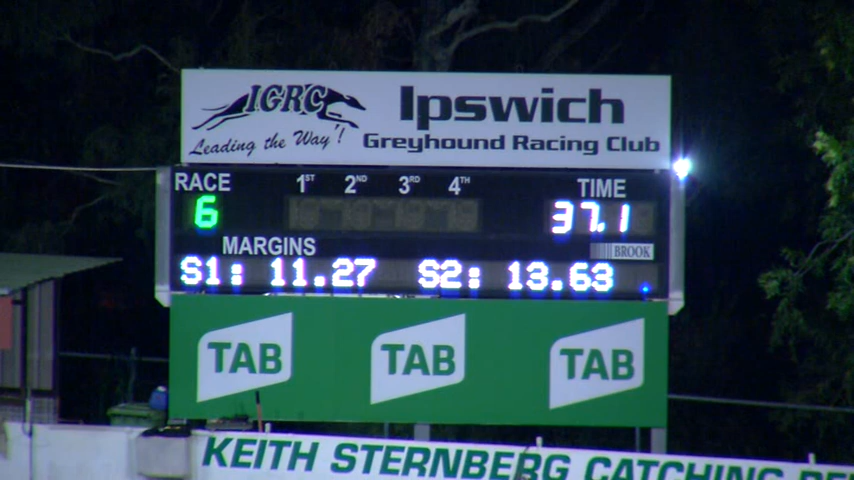 IGRC
Leading the Way!
Ipswich
Greyhound Racing Club
RACE 1ST 2ND 3RD 4TH TIME
6 37.1
MARGINS BROOK
S1: 11.27 S2: 13.63
TAB TAB TAB
KEITH STERNBERG CATCHING